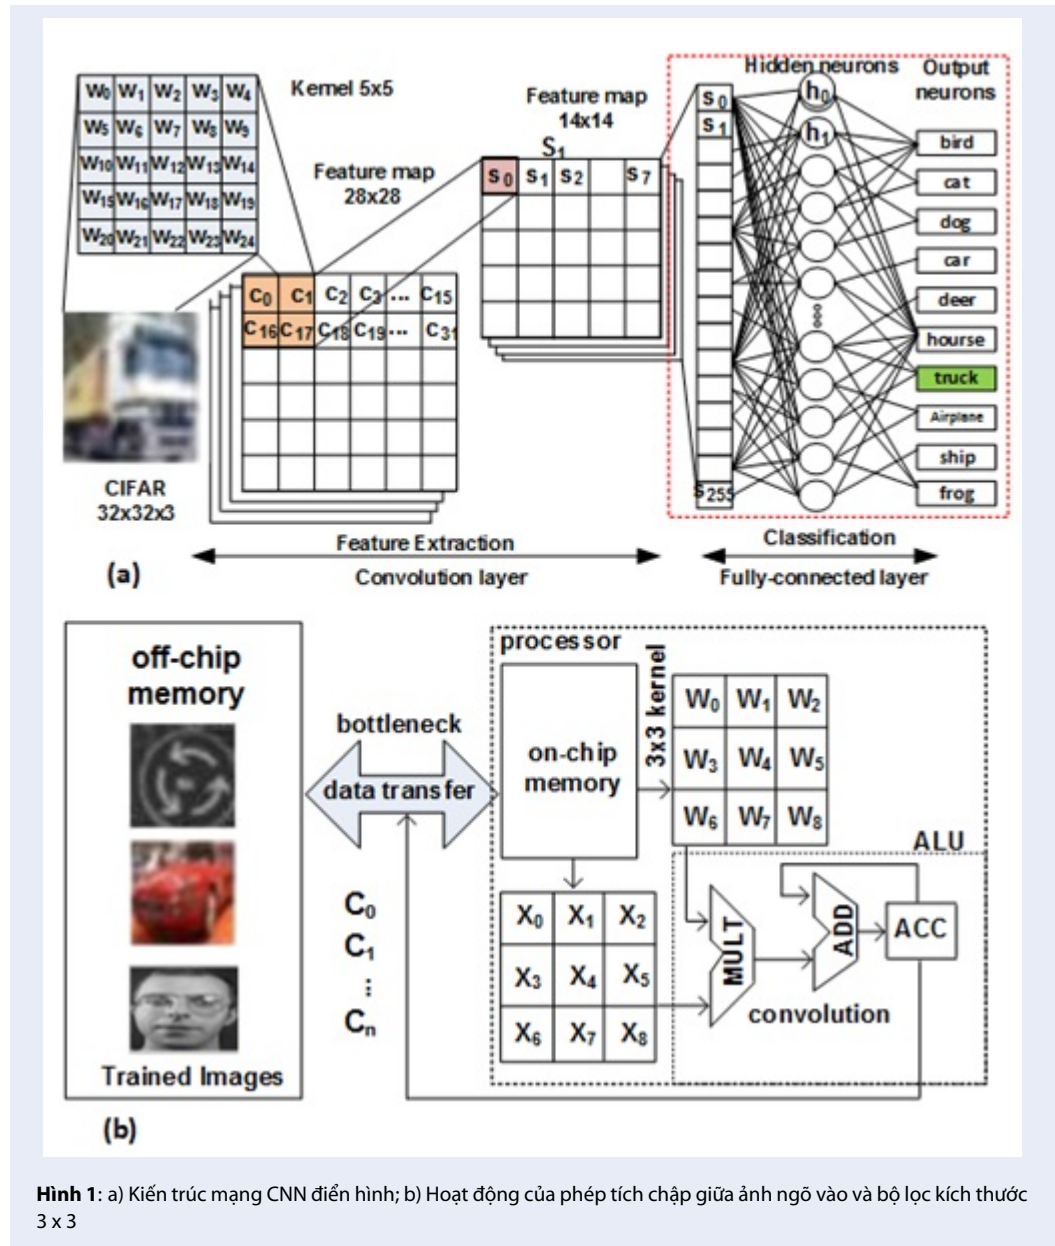 W0 W1 W2 W3 W4
W5 W6 W7 W8 W9
W10 W11 W12 W13 W14
W15 W16 W17 W18 W19
W20 W21 W22 W23 W24
Kernel 5x5
CIFAR
32x32x3
Feature map
28x28
C0 C1 C2 C3 ... C15
C16 C17 C18 C19 ... C31
Feature map
14x14
S1
S0 S1 S2 S7
Hidden neurons
Output
neurons
S0
S1
S255
h0
h1
bird
cat
dog
car
deer
hourse
truck
Airplane
ship
frog
Feature Extraction
Convolution layer
Classification
Fully-connected layer
(a)
off-chip
memory
Trained Images
bottleneck
data transfer
C0
C1
⋮
Cn
processor
on-chip
memory
3x3 kernel
W0 W1 W2
W3 W4 W5
W6 W7 W8
X0 X1 X2
X3 X4 X5
X6 X7 X8
ALU
MULT
ADD
ACC
convolution
(b)
Hình 1: a) Kiến trúc mạng CNN điển hình; b) Hoạt động của phép tích chập giữa ảnh ngõ vào và bộ lọc kích thước
3 x 3